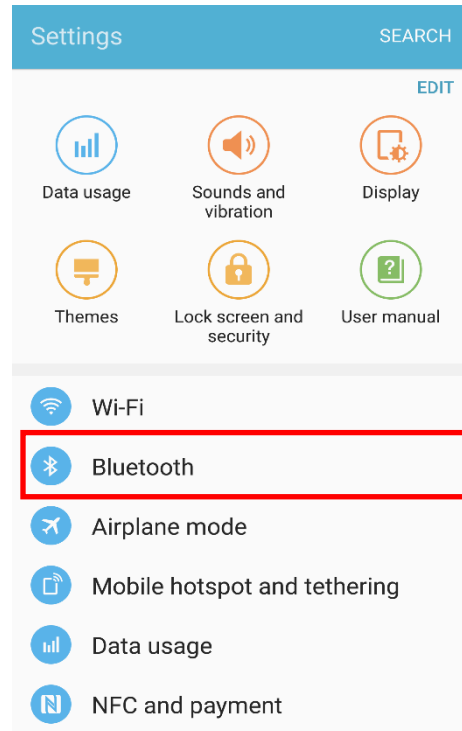 Settings SEARCH
EDIT
Data usage Sounds and vibration Display
Themes Lock screen and security User manual
Wi-Fi
Bluetooth
Airplane mode
Mobile hotspot and tethering
Data usage
NFC and payment